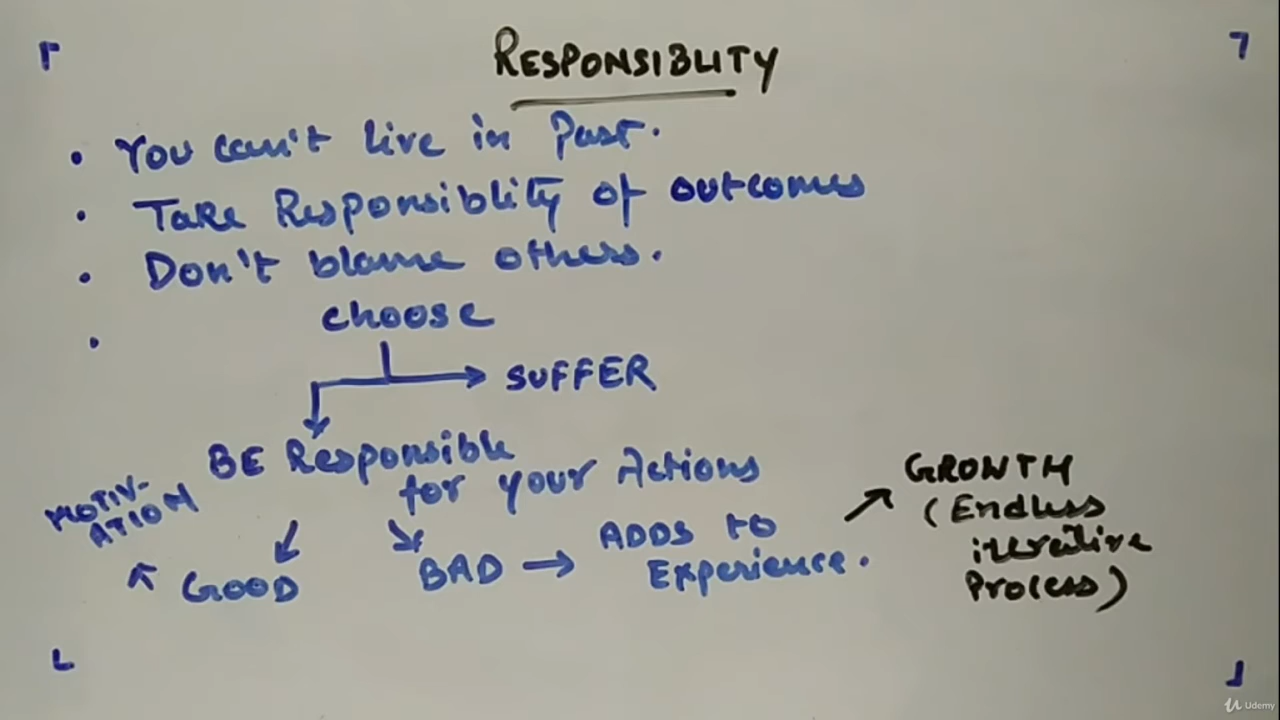 RESPONSIBLITY
• You can't live in Past.
• Take Responsiblity of outcomes
• Don't blame others.
•
choose
SUFFER
BE Responsible
for your Actions
MOTIV-
ATION
GOOD
BAD → ADDS to
Experience.
GROWTH
(Endless
iterative
Process)
Udemy